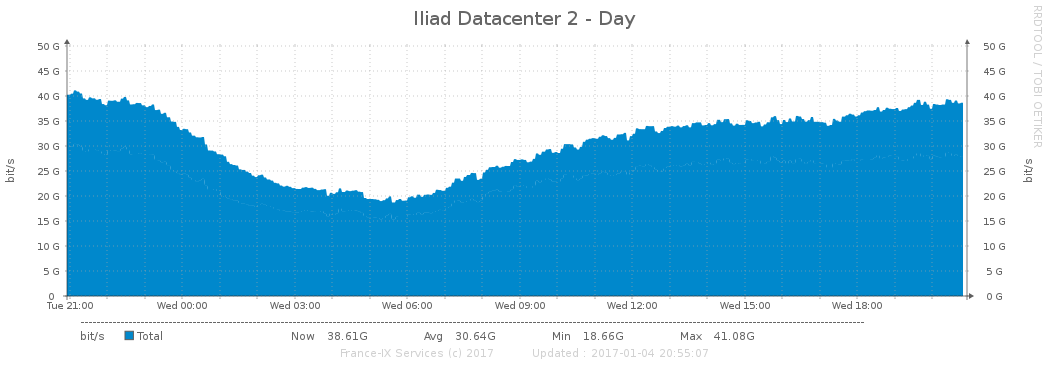 Iliad Datacenter 2 - Day
RRDTOOL / TOBI OETIKER
50 G 50 G
45 G 45 G
40 G 40 G
35 G 35 G
30 G 30 G
25 G 25 G
20 G 20 G
15 G 15 G
10 G 10 G
5 G 5 G
0 0 G
bit/s bit/s
Tue 21:00 Wed 00:00 Wed 03:00 Wed 06:00 Wed 09:00 Wed 12:00 Wed 15:00 Wed 18:00
bit/s Total Now 38.61G Avg 30.64G Min 18.66G Max 41.08G
France-IX Services (c) 2017 Updated : 2017-01-04 20:55:07